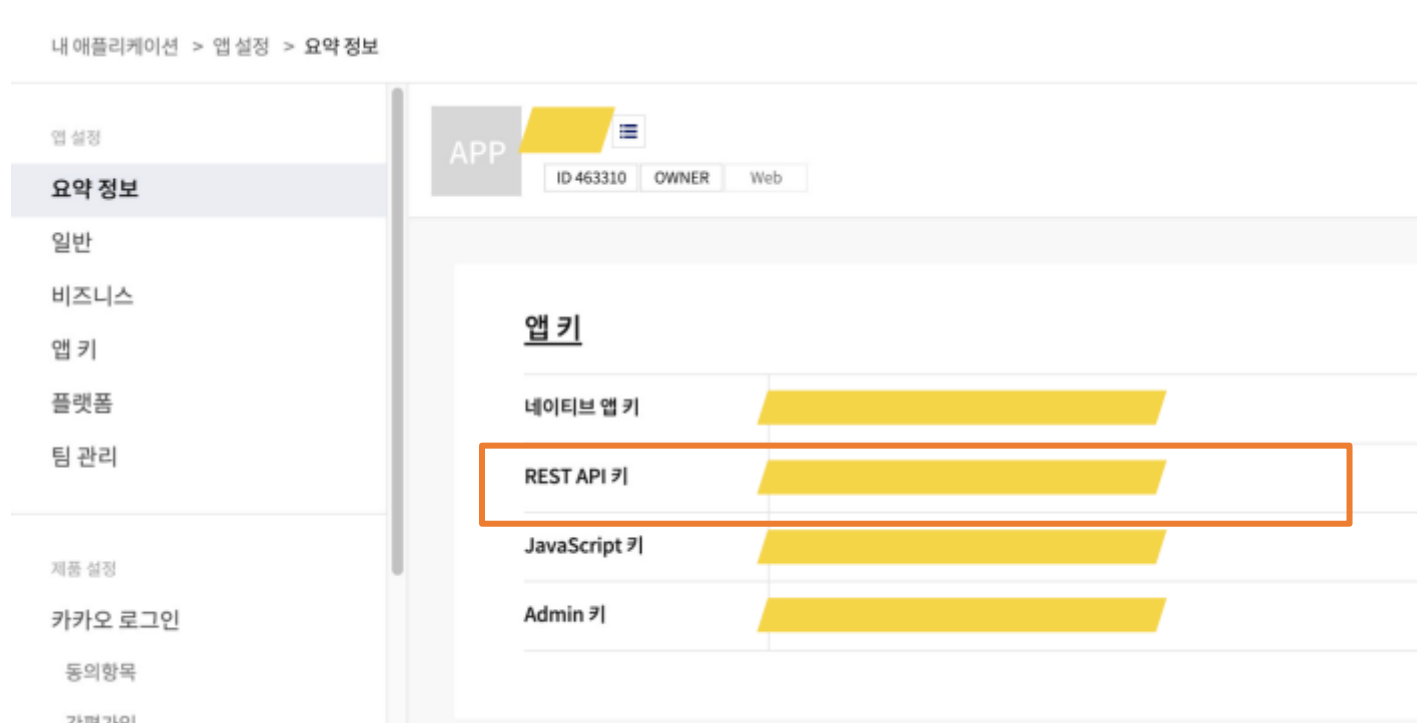 내 애플리케이션 > 앱 설정 > 요약 정보
앱 설정
요약 정보
일반
비즈니스
앱 키
플랫폼
팀 관리
제품 설정
카카오 로그인
동의항목
APP
ID 463310 OWNER Web
앱 키
네이티브 앱 키
REST API 키
JavaScript 키
Admin 키